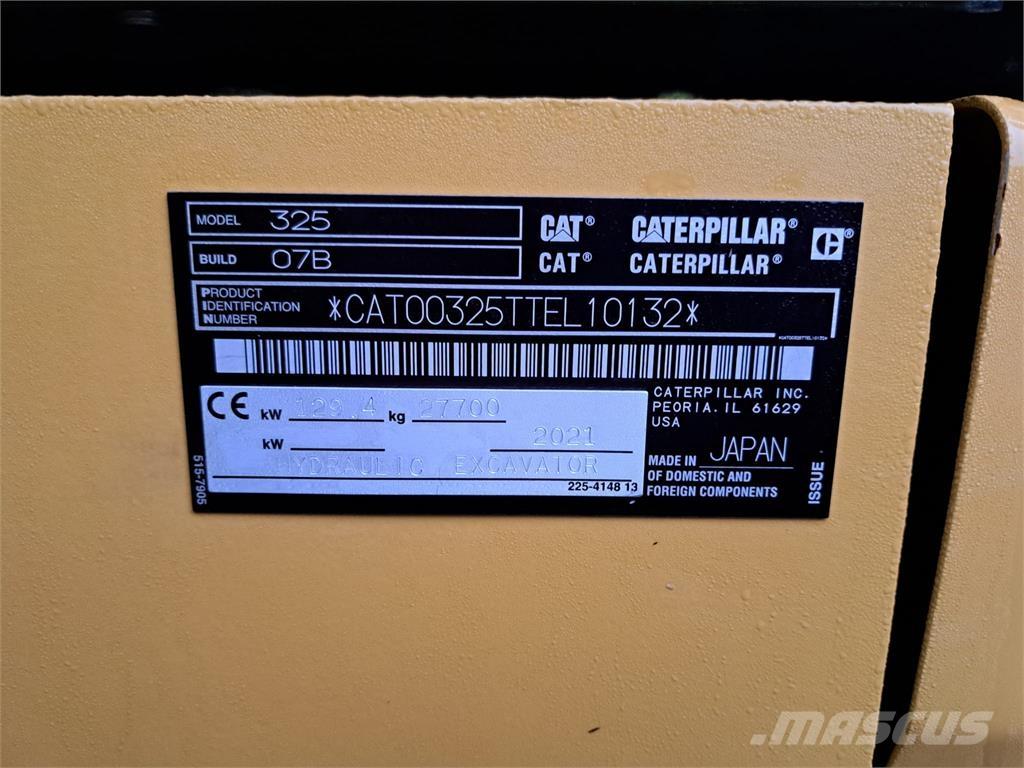 MODEL 325
BUILD 07B
CAT® CATERPILLAR®
CAT® CATERPILLAR®
PRODUCT
IDENTIFICATION
NUMBER
*CAT00325TTEL10132*
*CAT00325TTEL10132*
CE kW 129.4 kg 27700
kW 2021
HYDRAULIC EXCAVATOR
225-4148 13
CATERPILLAR INC.
PEORIA. IL 61629
USA
MADE IN JAPAN
OF DOMESTIC AND
FOREIGN COMPONENTS
515-7905
ISSUE
MASCUS